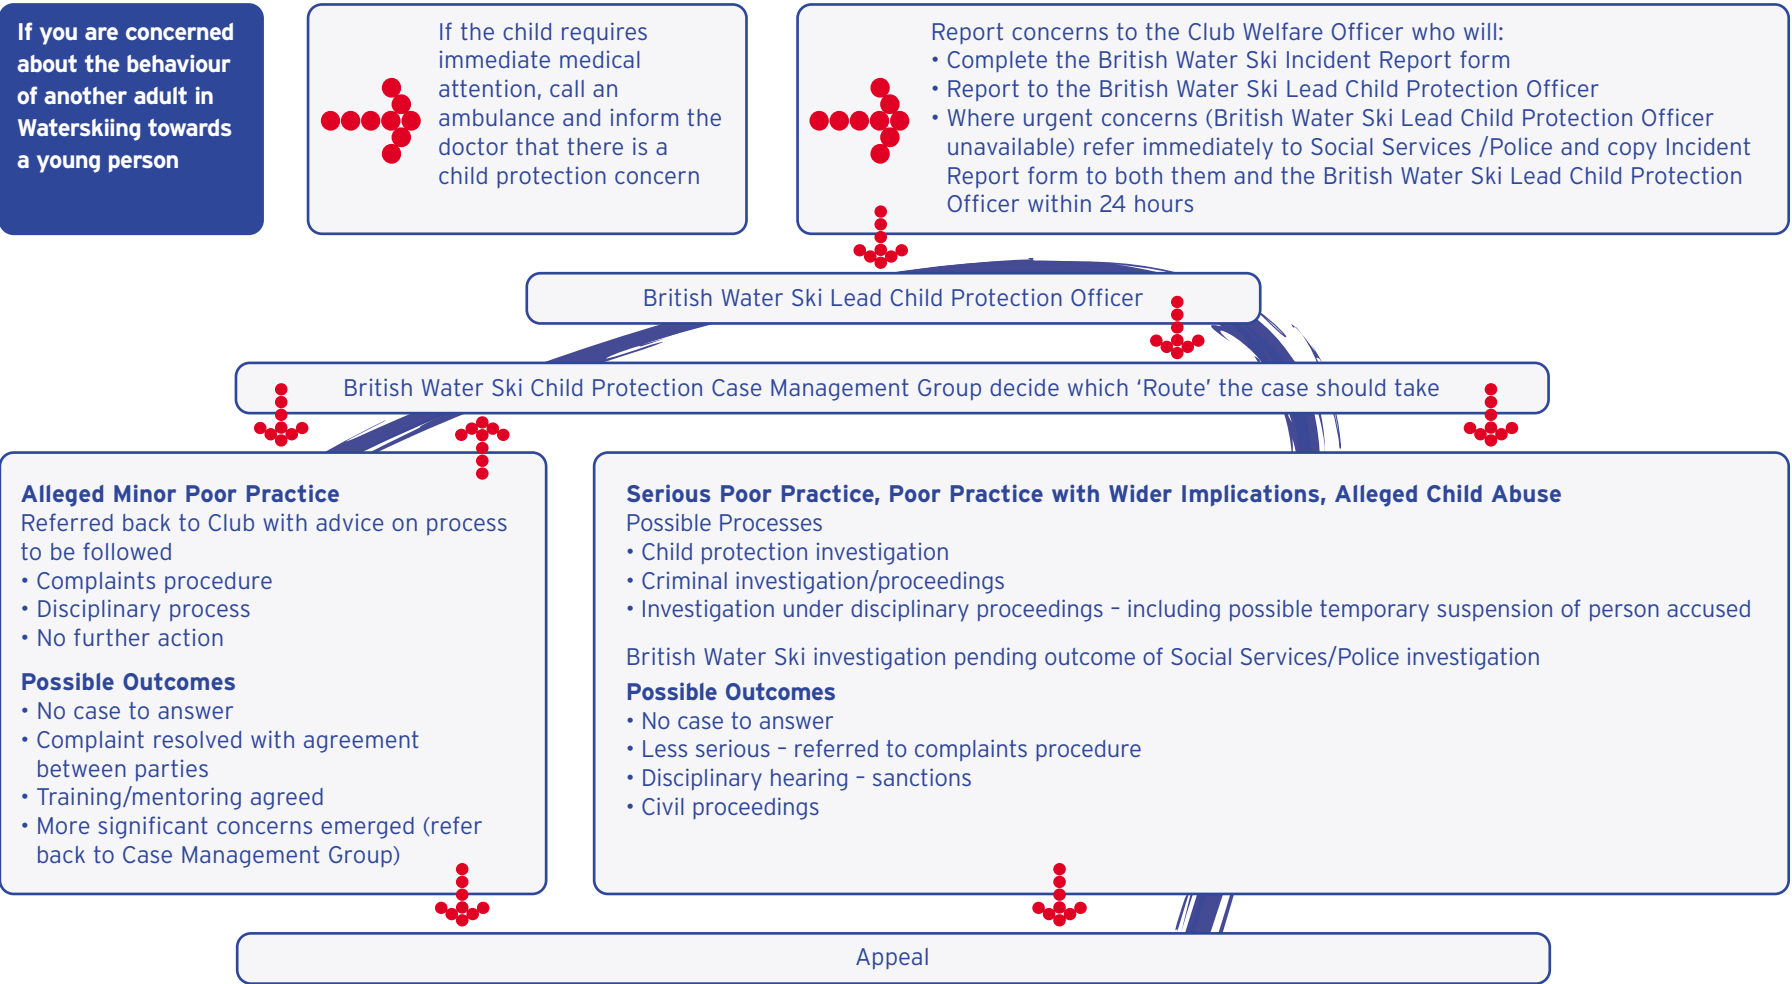 If you are concerned
about the behaviour
of another adult in
Waterskiing towards
a young person
If the child requires
immediate medical
attention, call an
ambulance and inform the
doctor that there is a
child protection concern
Report concerns to the Club Welfare Officer who will:
• Complete the British Water Ski Incident Report form
• Report to the British Water Ski Lead Child Protection Officer
• Where urgent concerns (British Water Ski Lead Child Protection Officer
unavailable) refer immediately to Social Services /Police and copy Incident
Report form to both them and the British Water Ski Lead Child Protection
Officer within 24 hours
British Water Ski Lead Child Protection Officer
British Water Ski Child Protection Case Management Group decide which ‘Route’ the case should take
Alleged Minor Poor Practice
Referred back to Club with advice on process
to be followed
• Complaints procedure
• Disciplinary process
• No further action
Possible Outcomes
• No case to answer
• Complaint resolved with agreement
between parties
• Training/mentoring agreed
• More significant concerns emerged (refer
back to Case Management Group)
Serious Poor Practice, Poor Practice with Wider Implications, Alleged Child Abuse
Possible Processes
• Child protection investigation
• Criminal investigation/proceedings
• Investigation under disciplinary proceedings – including possible temporary suspension of person accused
British Water Ski investigation pending outcome of Social Services/Police investigation
Possible Outcomes
• No case to answer
• Less serious – referred to complaints procedure
• Disciplinary hearing – sanctions
• Civil proceedings
Appeal